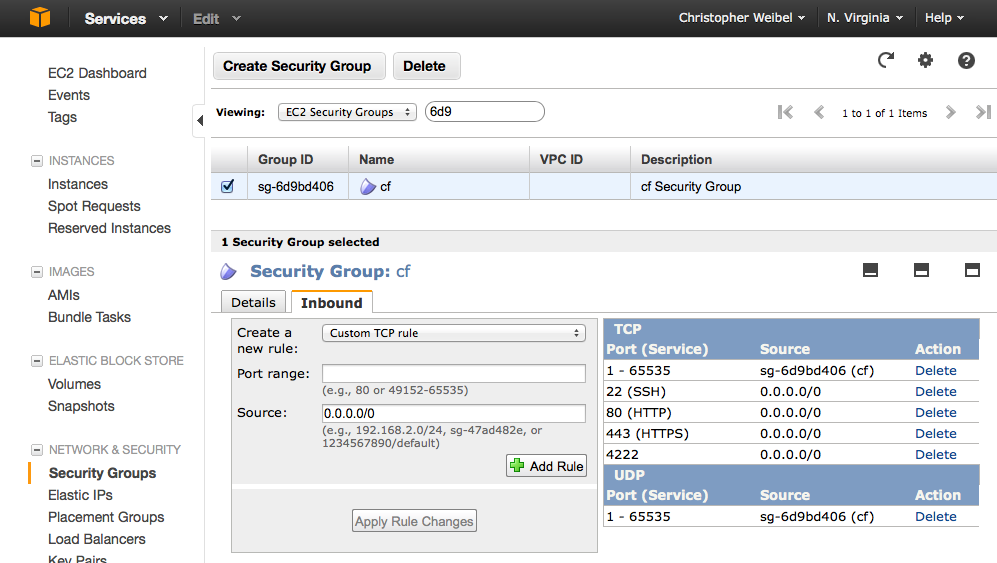 Services Edit Christopher Weibel N. Virginia Help
EC2 Dashboard
Events
Tags
INSTANCES
Instances
Spot Requests
Reserved Instances
IMAGES
AMIs
Bundle Tasks
ELASTIC BLOCK STORE
Volumes
Snapshots
NETWORK & SECURITY
Security Groups
Elastic IPs
Placement Groups
Load Balancers
Key Pairs
Create Security Group Delete
Viewing: EC2 Security Groups 6d9 1 to 1 of 1 Items
Group ID Name VPC ID Description
sg-6d9bd406 cf cf Security Group
1 Security Group selected
Security Group: cf
Details Inbound
Create a
new rule:
Custom TCP rule
Port range:
(e.g., 80 or 49152-65535)
Source: 0.0.0.0/0
(e.g., 192.168.2.0/24, sg-47ad482e, or
1234567890/default)
Add Rule
Apply Rule Changes
TCP
Port (Service) Source Action
1 - 65535 sg-6d9bd406 (cf) Delete
22 (SSH) 0.0.0.0/0 Delete
80 (HTTP) 0.0.0.0/0 Delete
443 (HTTPS) 0.0.0.0/0 Delete
4222 0.0.0.0/0 Delete
UDP
Port (Service) Source Action
1 - 65535 sg-6d9bd406 (cf) Delete